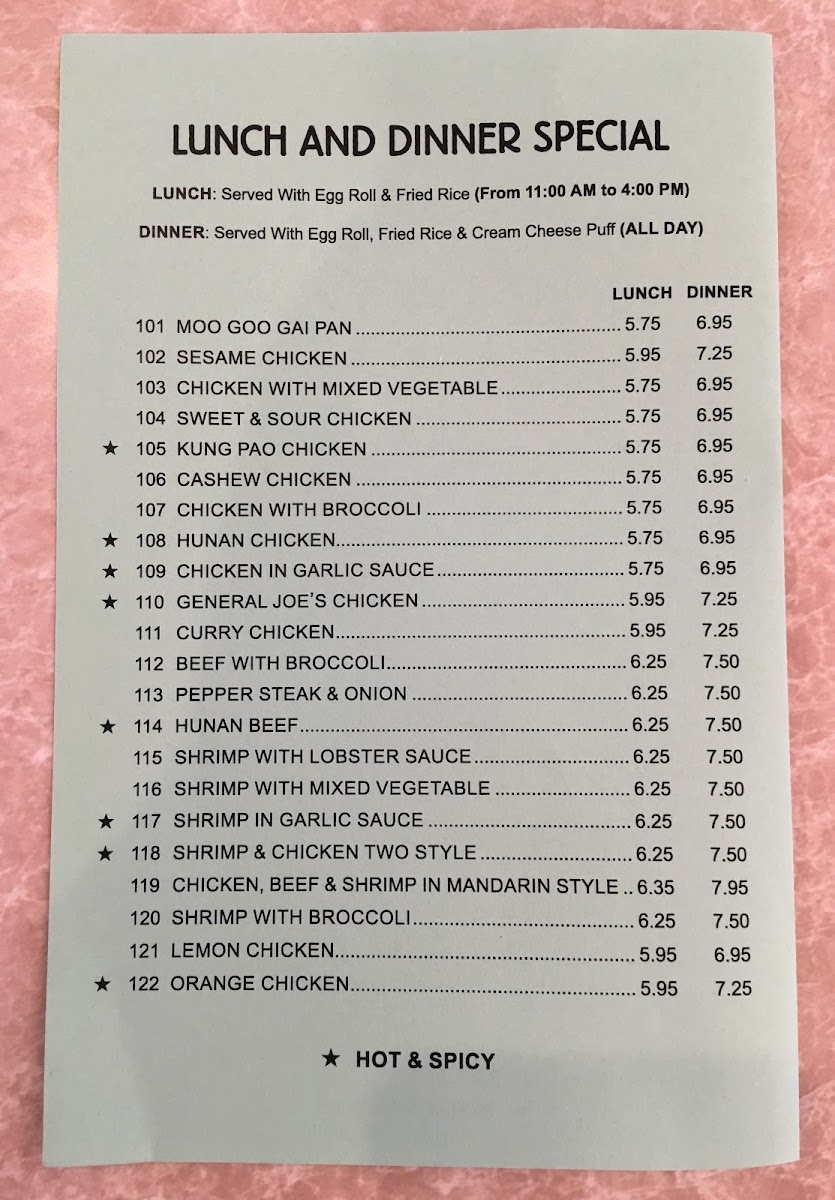 LUNCH AND DINNER SPECIAL
LUNCH: Served With Egg Roll & Fried Rice (From 11:00 AM to 4:00 PM)
DINNER: Served With Egg Roll, Fried Rice & Cream Cheese Puff (ALL DAY)
LUNCH DINNER
101 MOO GOO GAI PAN 5.75 6.95
102 SESAME CHICKEN 5.95 7.25
103 CHICKEN WITH MIXED VEGETABLE 5.75 6.95
104 SWEET & SOUR CHICKEN 5.75 6.95
★ 105 KUNG PAO CHICKEN 5.75 6.95
106 CASHEW CHICKEN 5.75 6.95
107 CHICKEN WITH BROCCOLI 5.75 6.95
★ 108 HUNAN CHICKEN 5.75 6.95
★ 109 CHICKEN IN GARLIC SAUCE 5.75 6.95
★ 110 GENERAL JOE'S CHICKEN 5.95 7.25
111 CURRY CHICKEN 5.95 7.25
112 BEEF WITH BROCCOLI 6.25 7.50
113 PEPPER STEAK & ONION 6.25 7.50
★ 114 HUNAN BEEF 6.25 7.50
115 SHRIMP WITH LOBSTER SAUCE 6.25 7.50
116 SHRIMP WITH MIXED VEGETABLE 6.25 7.50
★ 117 SHRIMP IN GARLIC SAUCE 6.25 7.50
★ 118 SHRIMP & CHICKEN TWO STYLE 6.25 7.50
119 CHICKEN, BEEF & SHRIMP IN MANDARIN STYLE 6.35 7.95
120 SHRIMP WITH BROCCOLI 6.25 7.50
121 LEMON CHICKEN 5.95 6.95
★ 122 ORANGE CHICKEN 5.95 7.25
★ HOT & SPICY